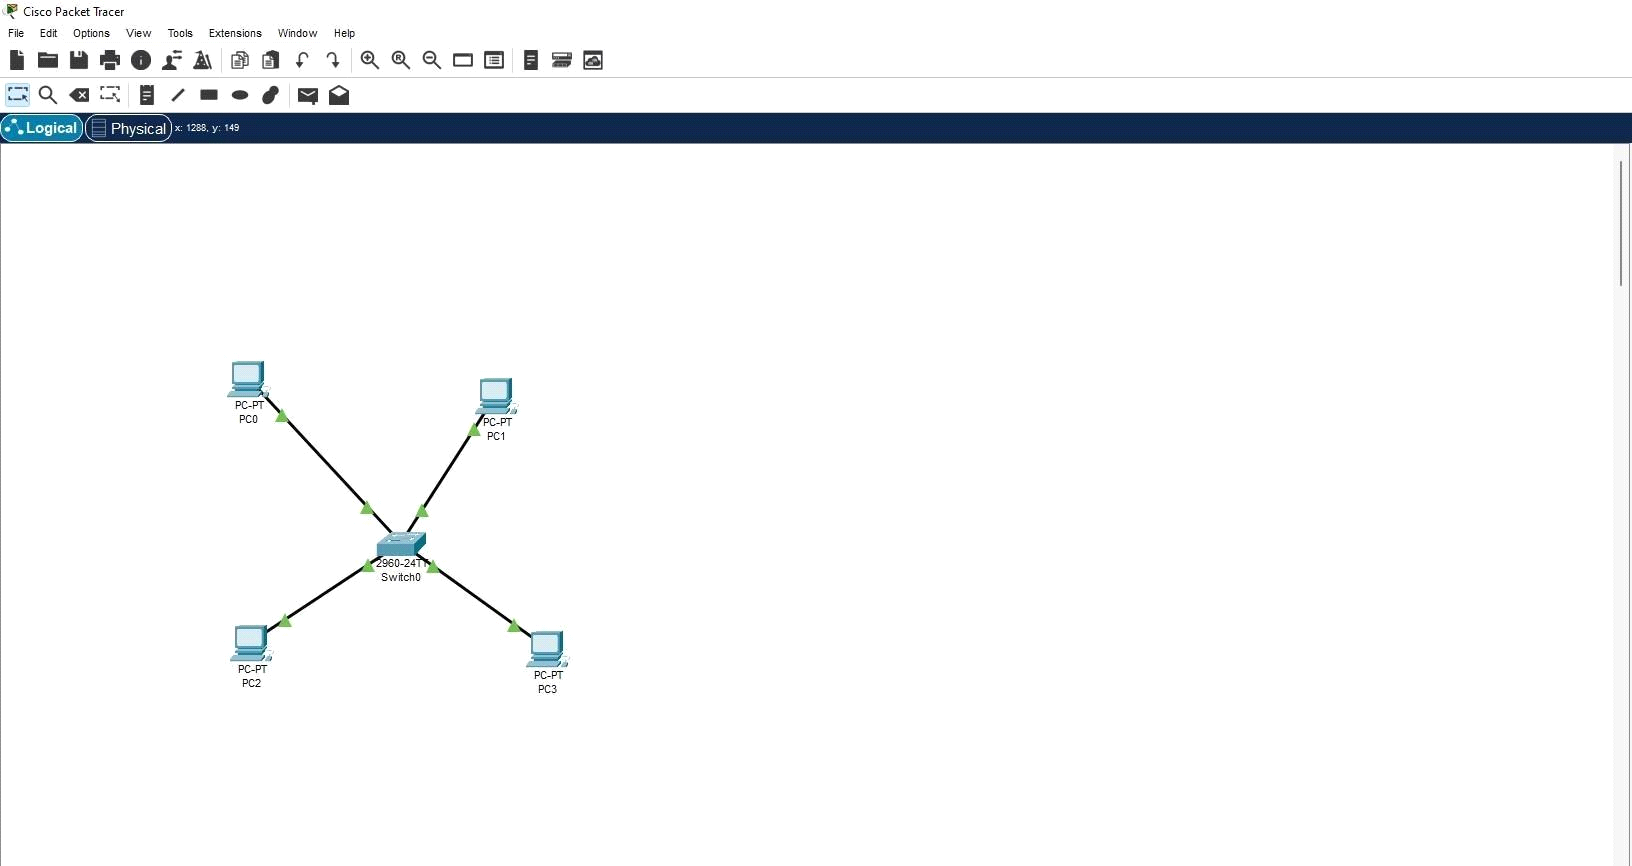 Cisco Packet Tracer
File Edit Options View Tools Extensions Window Help
Logical Physical x: 1288, y: 149
PC-PT
PC0
PC-PT
PC1
2960-24TT
Switch0
PC-PT
PC2
PC-PT
PC3